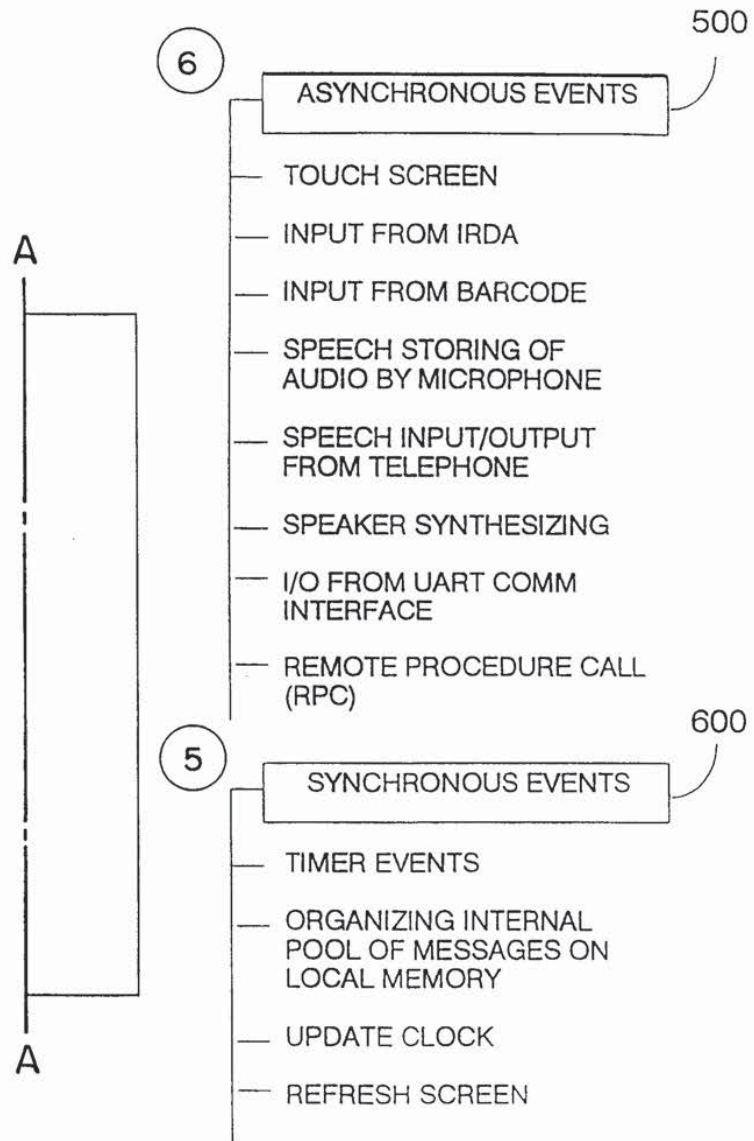 500
6
ASYNCHRONOUS EVENTS
TOUCH SCREEN
INPUT FROM IRDA
A
INPUT FROM BARCODE
SPEECH STORING OF
AUDIO BY MICROPHONE
SPEECH INPUT/OUTPUT
FROM TELEPHONE
SPEAKER SYNTHESIZING
I/O FROM UART COMM
INTERFACE
REMOTE PROCEDURE CALL
(RPC)
600
5
SYNCHRONOUS EVENTS
TIMER EVENTS
ORGANIZING INTERNAL
POOL OF MESSAGES ON
LOCAL MEMORY
UPDATE CLOCK
A
REFRESH SCREEN